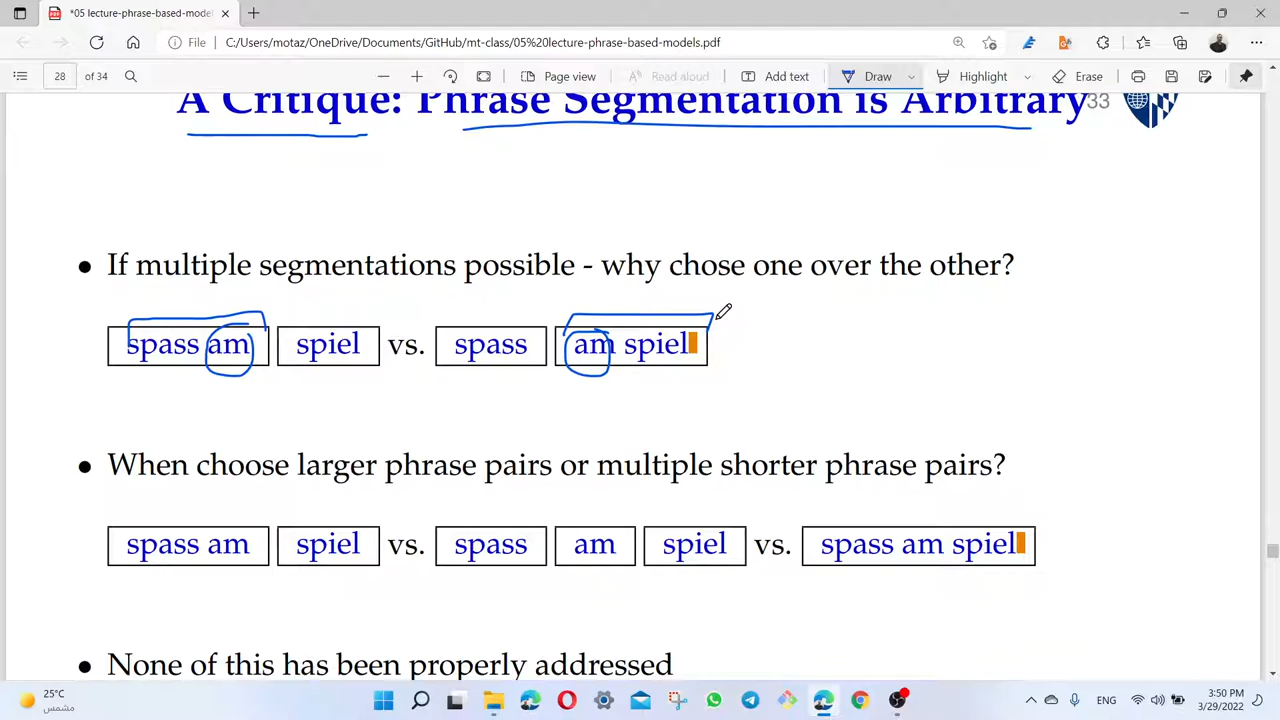 *05 lecture-phrase-based-model
File C:/Users/motaz/OneDrive/Documents/GitHub/mt-class/05%20lecture-phrase-based-models.pdf
28 of 34 Page view Read aloud Add text Draw Highlight Erase
A Critique: Phrase Segmentation is Arbitrary 33
• If multiple segmentations possible - why chose one over the other?
spass am spiel vs. spass am spiel
• When choose larger phrase pairs or multiple shorter phrase pairs?
spass am spiel vs. spass am spiel vs. spass am spiel
• None of this has been properly addressed
25°C
مشمس
ENG
3:50 PM
3/29/2022